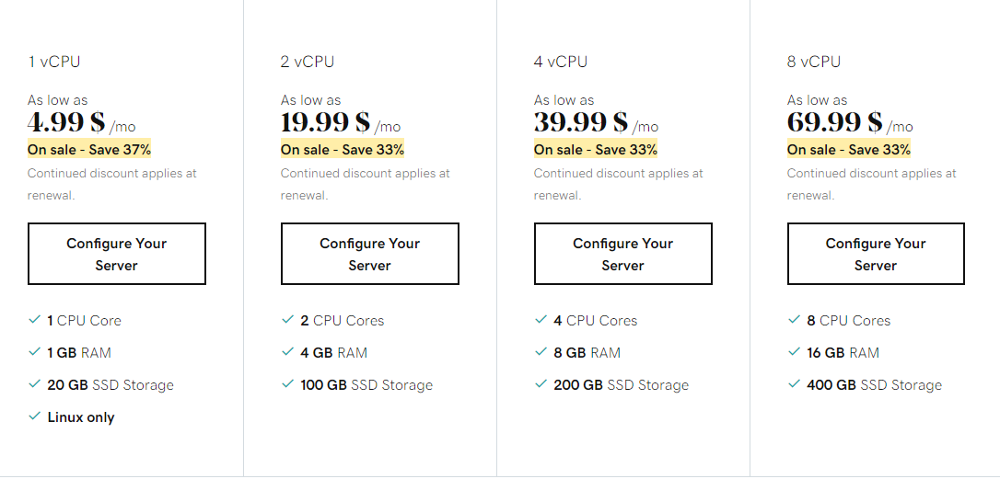 1 vCPU
As low as
4.99 $ /mo
On sale - Save 37%
Continued discount applies at
renewal.
Configure Your
Server
1 CPU Core
1 GB RAM
20 GB SSD Storage
Linux only
2 vCPU
As low as
19.99 $ /mo
On sale - Save 33%
Continued discount applies at
renewal.
Configure Your
Server
2 CPU Cores
4 GB RAM
100 GB SSD Storage
4 vCPU
As low as
39.99 $ /mo
On sale - Save 33%
Continued discount applies at
renewal.
Configure Your
Server
4 CPU Cores
8 GB RAM
200 GB SSD Storage
8 vCPU
As low as
69.99 $ /mo
On sale - Save 33%
Continued discount applies at
renewal.
Configure Your
Server
8 CPU Cores
16 GB RAM
400 GB SSD Storage